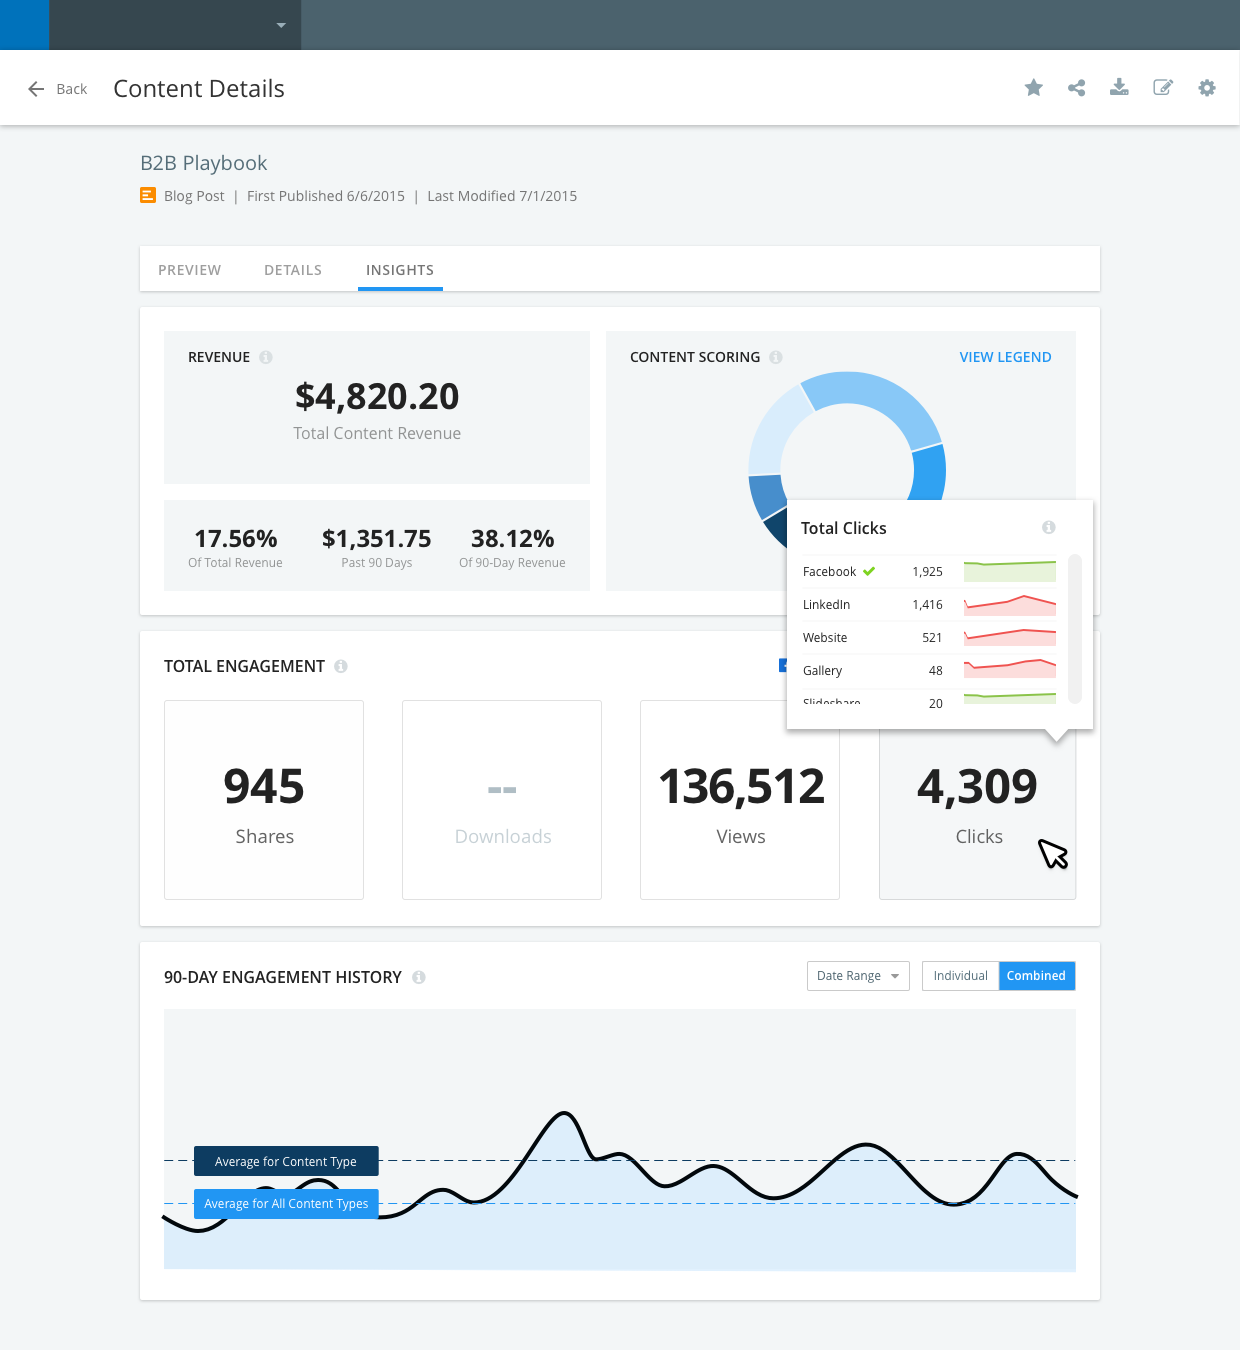 Back
Content Details
B2B Playbook
Blog Post | First Published 6/6/2015 | Last Modified 7/1/2015
PREVIEW
DETAILS
INSIGHTS
REVENUE
$4,820.20
Total Content Revenue
17.56%
Of Total Revenue
$1,351.75
Past 90 Days
38.12%
Of 90-Day Revenue
CONTENT SCORING
VIEW LEGEND
Total Clicks
Facebook 1,925
LinkedIn 1,416
Website 521
Gallery 48
Slideshare 20
TOTAL ENGAGEMENT
945
Shares
--
Downloads
136,512
Views
4,309
Clicks
90-DAY ENGAGEMENT HISTORY
Date Range
Individual
Combined
Average for Content Type
Average for All Content Types